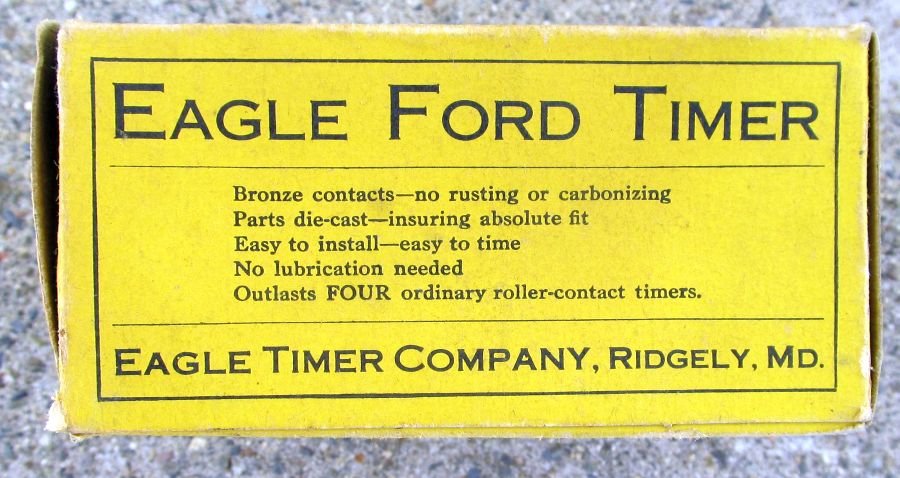 EAGLE FORD TIMER
Bronze contacts—no rusting or carbonizing
Parts die-cast—insuring absolute fit
Easy to install—easy to time
No lubrication needed
Outlasts FOUR ordinary roller-contact timers.
EAGLE TIMER COMPANY, RIDGELY, MD.